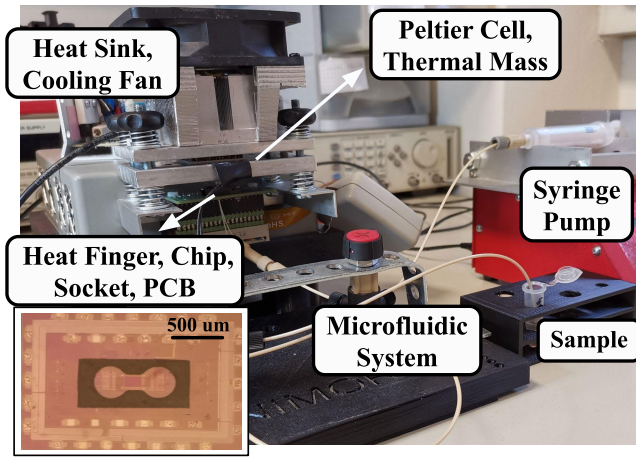 Heat Sink,
Cooling Fan
Peltier Cell,
Thermal Mass
Syringe
Pump
Heat Finger, Chip,
Socket, PCB
Microfluidic
System
Sample
500 um